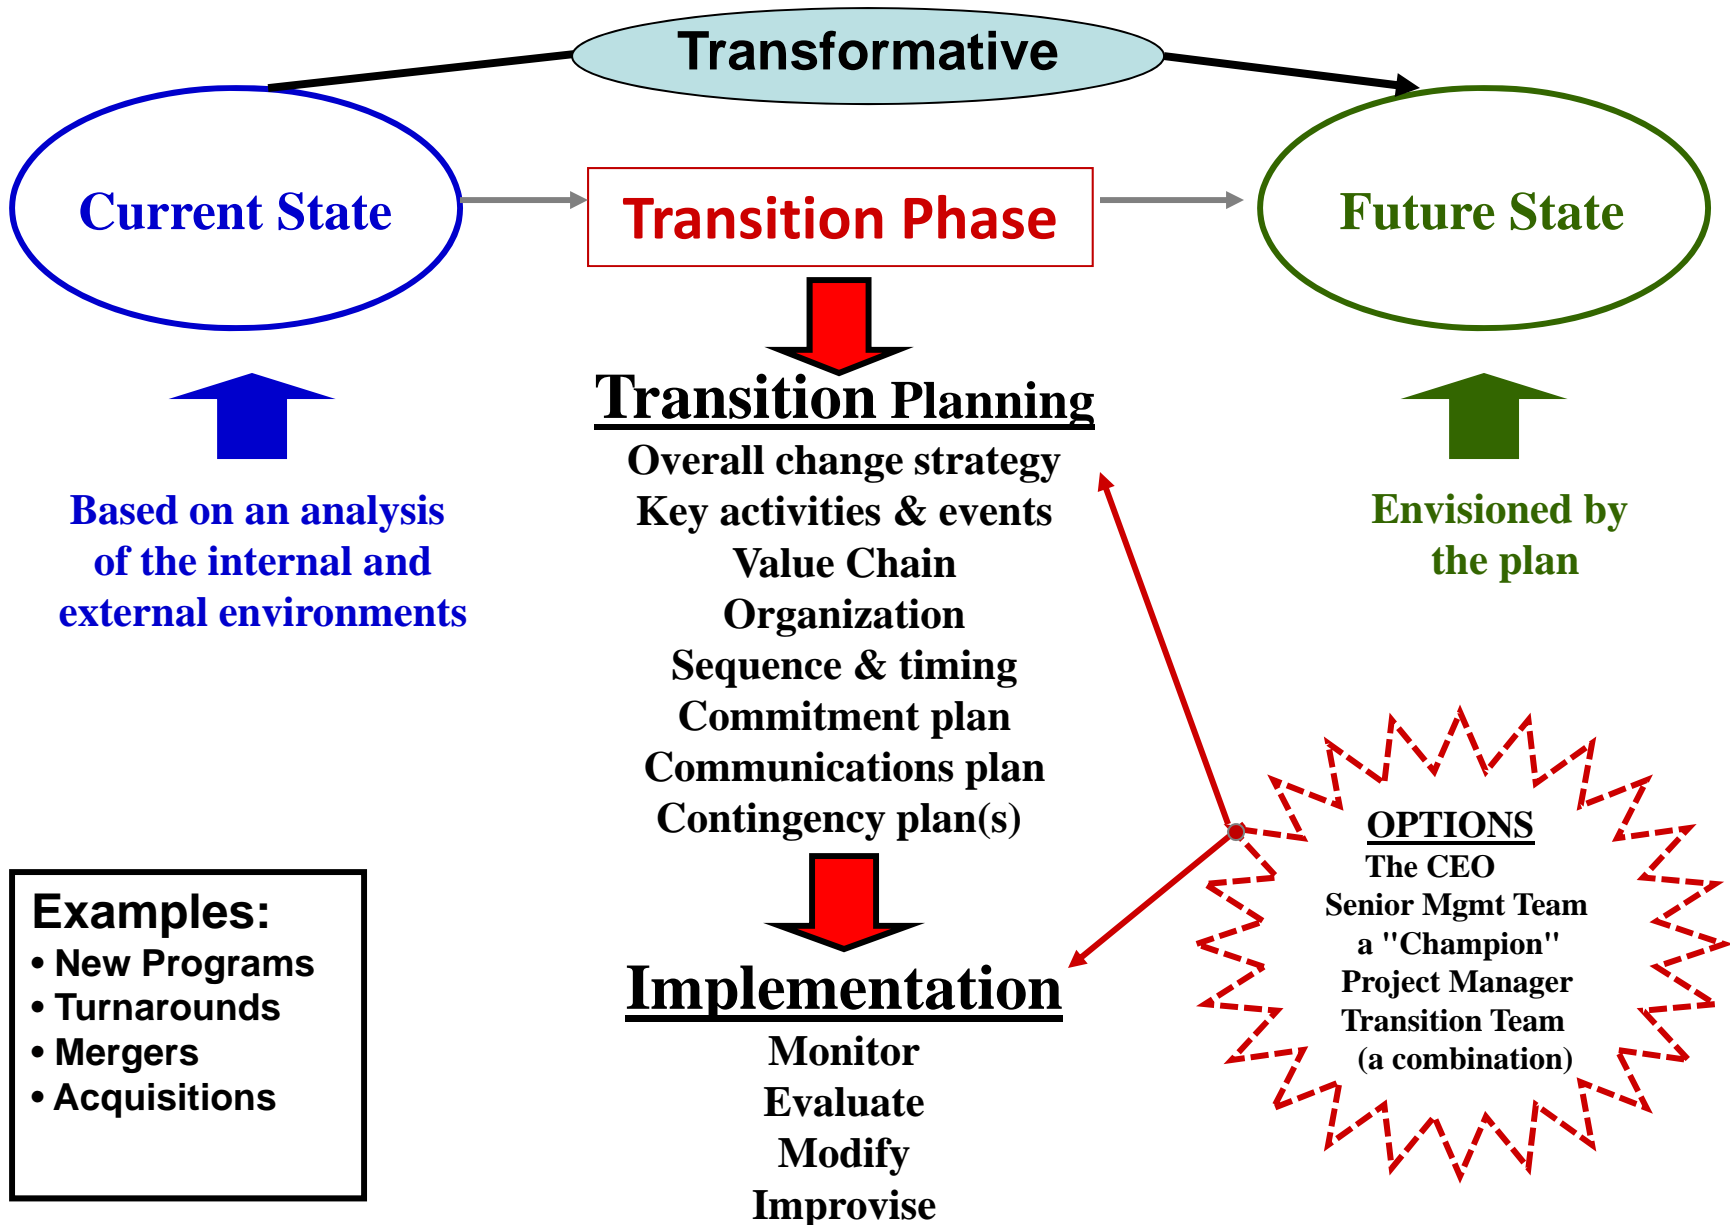 Transformative
Current State
Transition Phase
Future State
Based on an analysis
of the internal and
external environments
Transition Planning
Overall change strategy
Key activities & events
Value Chain
Organization
Sequence & timing
Commitment plan
Communications plan
Contingency plan(s)
Envisioned by
the plan
Implementation
Monitor
Evaluate
Modify
Improvise
OPTIONS
The CEO
Senior Mgmt Team
a "Champion"
Project Manager
Transition Team
(a combination)
Examples:
• New Programs
• Turnarounds
• Mergers
• Acquisitions